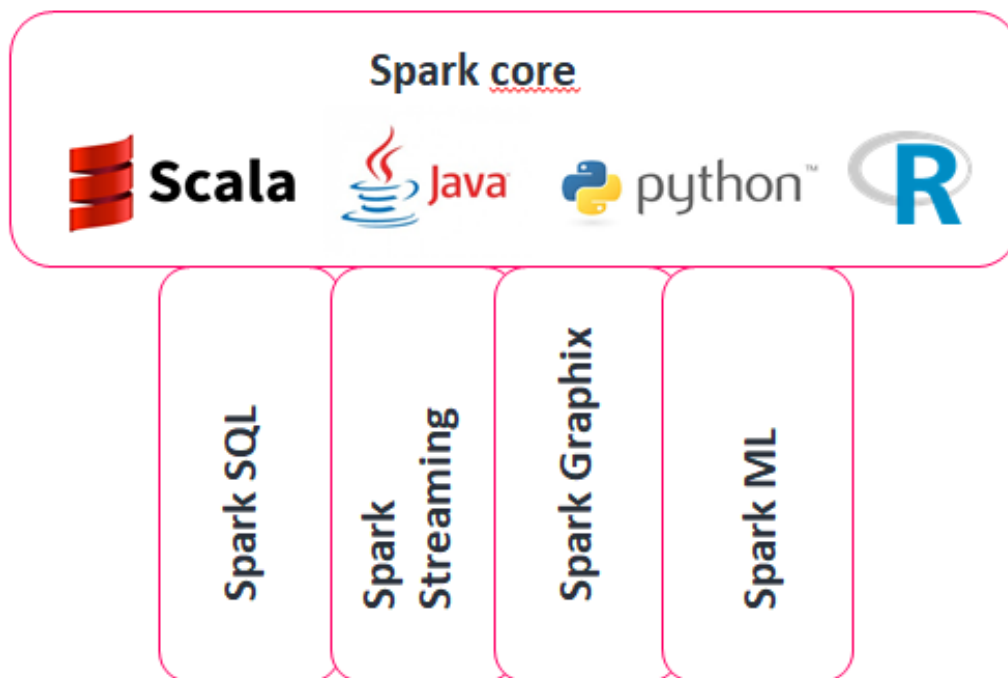 Spark core
Scala
Java
python™
R
Spark SQL
Spark
Streaming
Spark Graphix
Spark ML